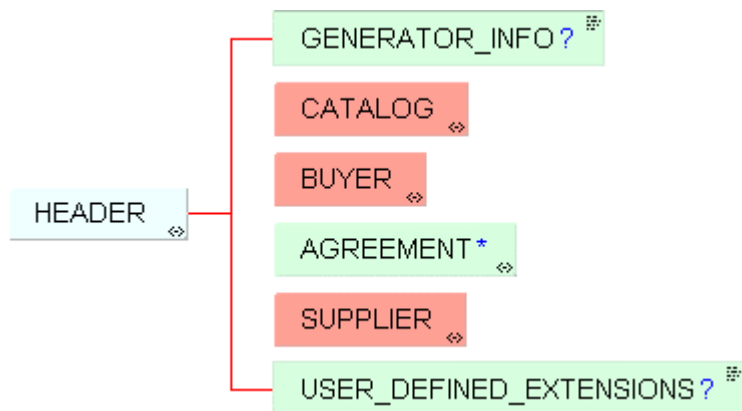 GENERATOR_INFO?
CATALOG
BUYER
HEADER
AGREEMENT*
SUPPLIER
USER_DEFINED_EXTENSIONS?